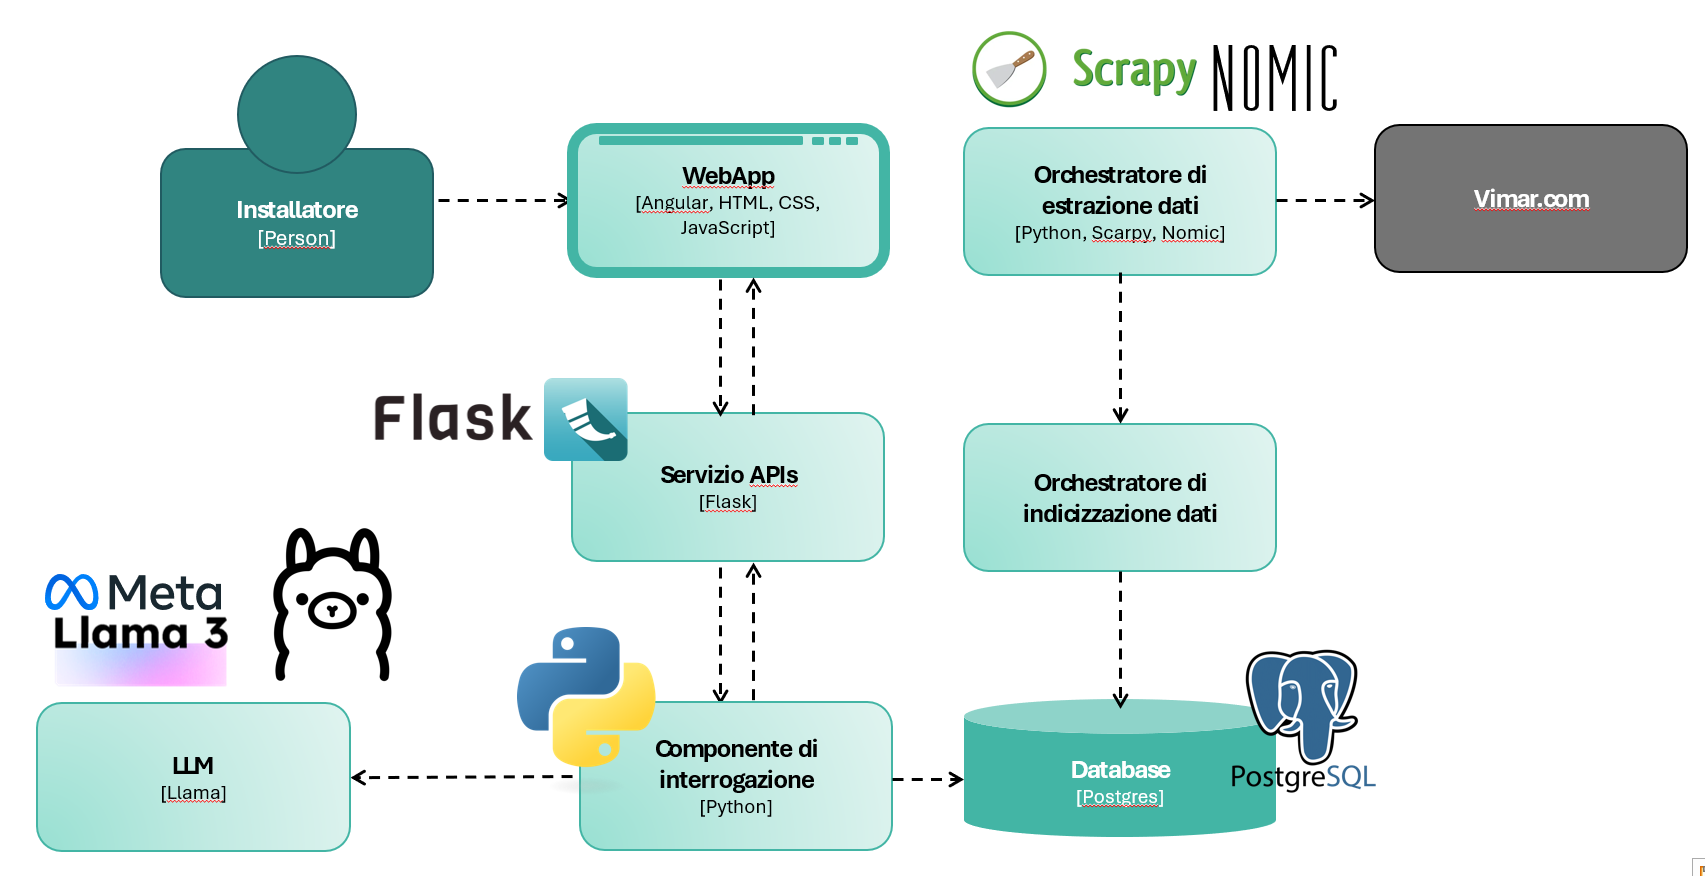 Scrapy
NOMIC
Installatore
[Person]
WebApp
[Angular, HTML, CSS,
JavaScript]
Orchestratore di
estrazione dati
[Python, Scarpy, Nomic]
Vimar.com
Flask
Servizio APIs
[Flask]
Orchestratore di
indicizzazione dati
Meta
Llama 3
LLM
[Llama]
Componente di
interrogazione
[Python]
Database
[Postgres]
PostgreSQL